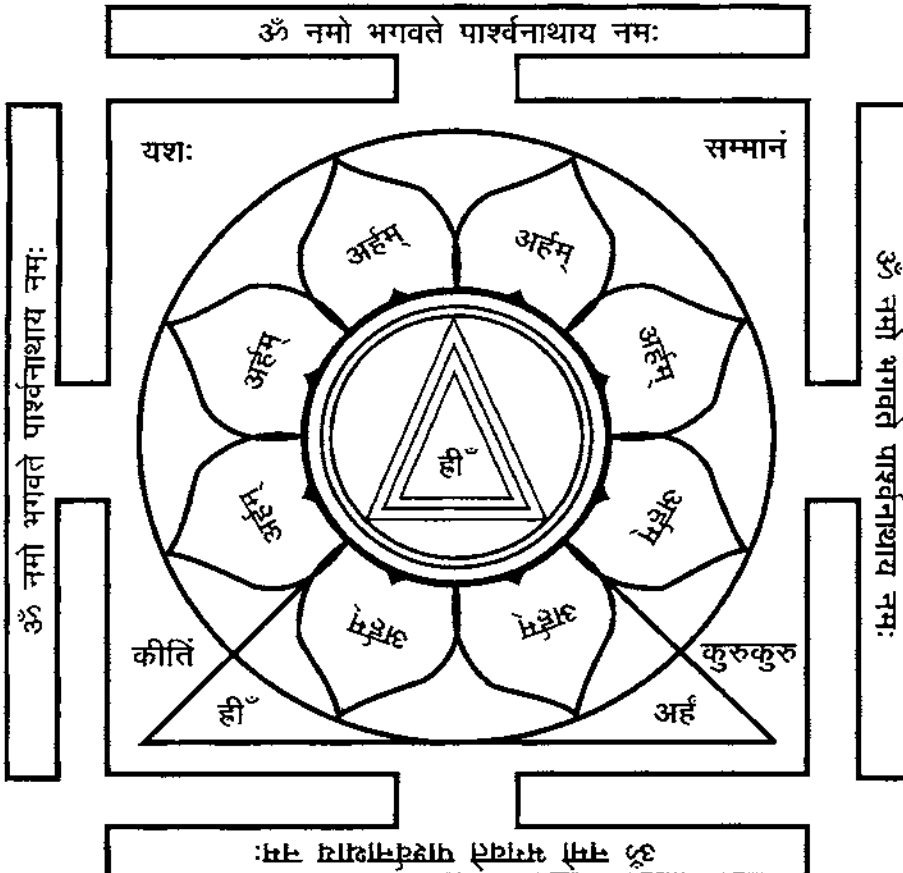 ॐ नमो भगवते पार्श्वनाथाय नमः
यशः
सम्मानं
अर्हम्
अर्हम्
अर्हम्
अर्हम्
ॐ नमो भगवते पार्श्वनाथाय नमः
ॐ नमो भगवते पार्श्वनाथाय नमः
ह्रीँ
अर्हम्
अर्हम्
अर्हम्
अर्हम्
कीर्तिं
कुरुकुरु
ह्रीँ
अर्हं
ॐ नमो भगवते पार्श्वनाथाय नमः